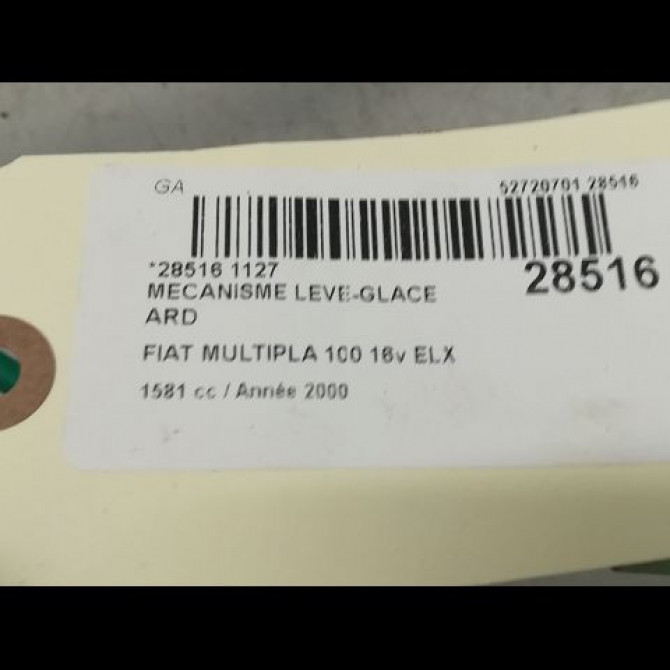 GA 52720701 28516
*28516 1127 28516
MECANISME LEVE-GLACE
ARD
FIAT MULTIPLA 100 16v ELX
1581 cc / Année 2000